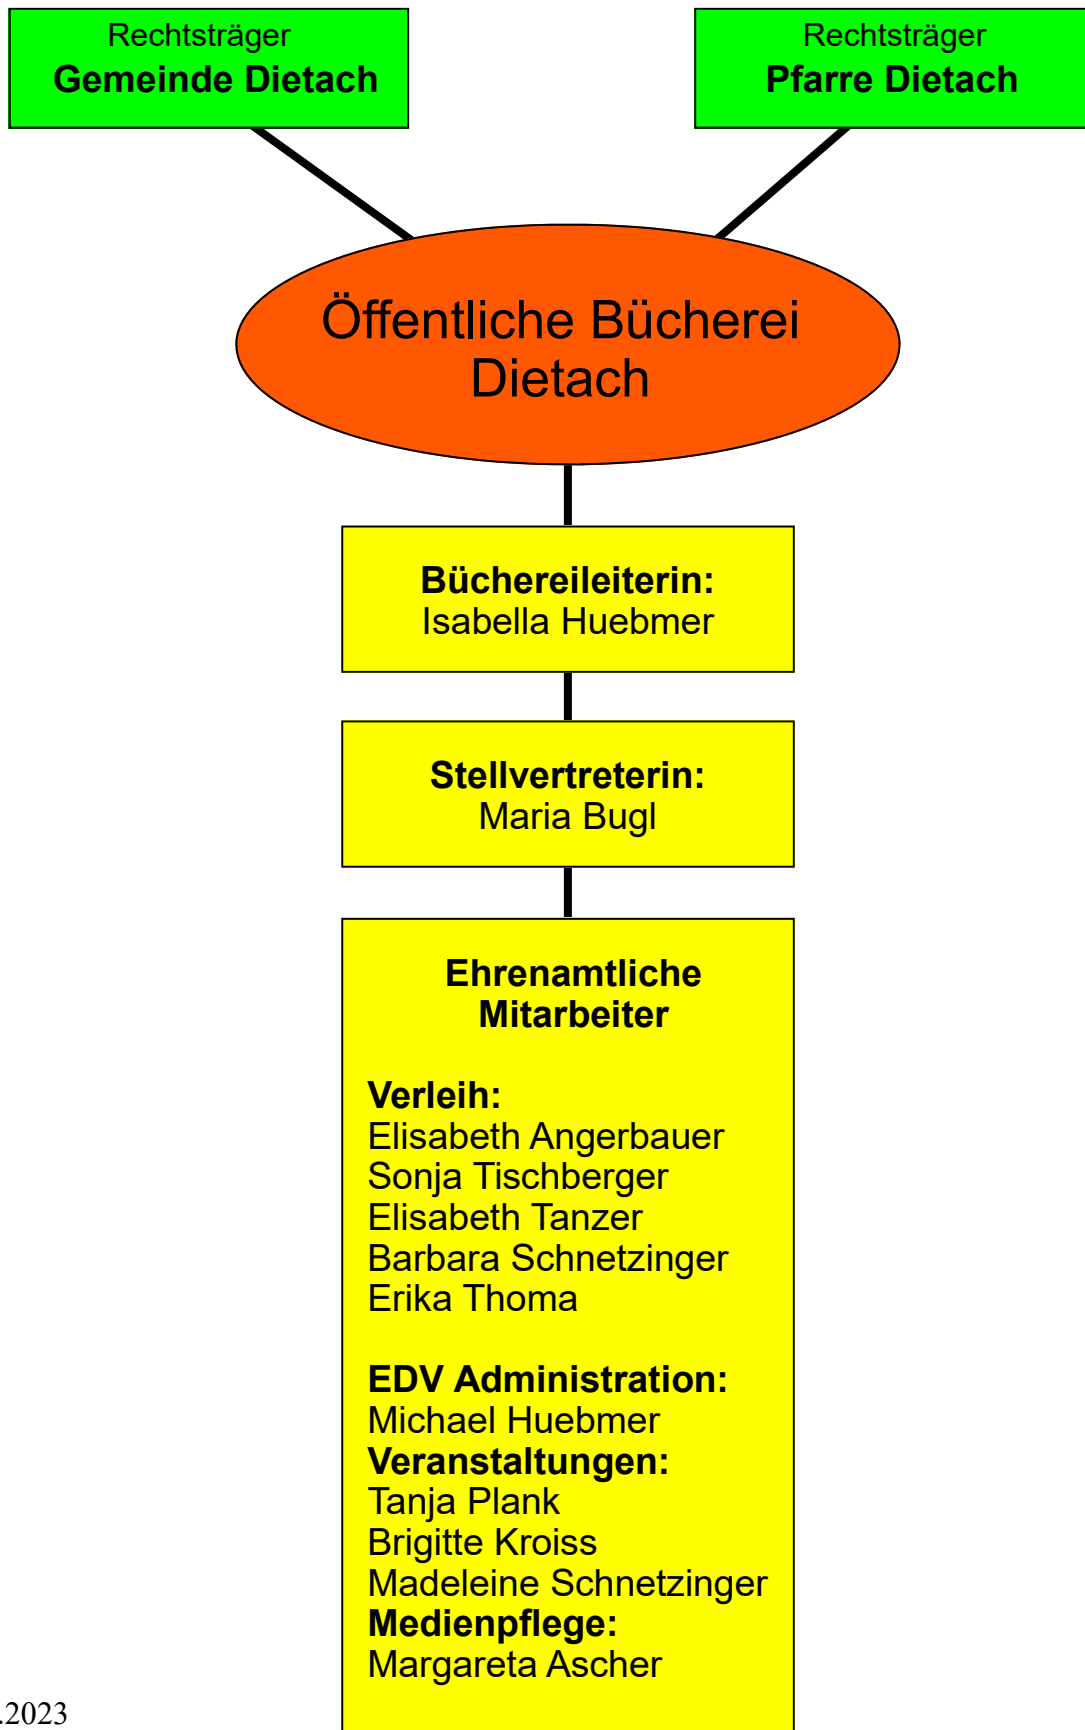 Rechtsträger
Gemeinde Dietach
Rechtsträger
Pfarre Dietach
Öffentliche Bücherei
Dietach
Büchereileiterin:
Isabella Huebmer
Stellvertreterin:
Maria Bugl
Ehrenamtliche
Mitarbeiter
Verleih:
Elisabeth Angerbauer
Sonja Tischberger
Elisabeth Tanzer
Barbara Schnetzinger
Erika Thoma
EDV Administration:
Michael Huebmer
Veranstaltungen:
Tanja Plank
Brigitte Kroiss
Madeleine Schnetzinger
Medienpflege:
Margareta Ascher
.2023